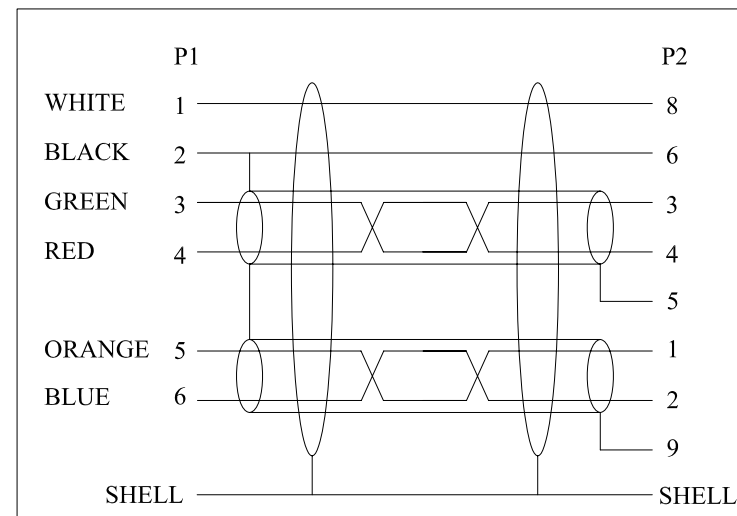 P1 P2
WHITE 1 8
BLACK 2 6
GREEN 3 3
RED 4 4
5
ORANGE 5 1
BLUE 6 2
9
SHELL SHELL